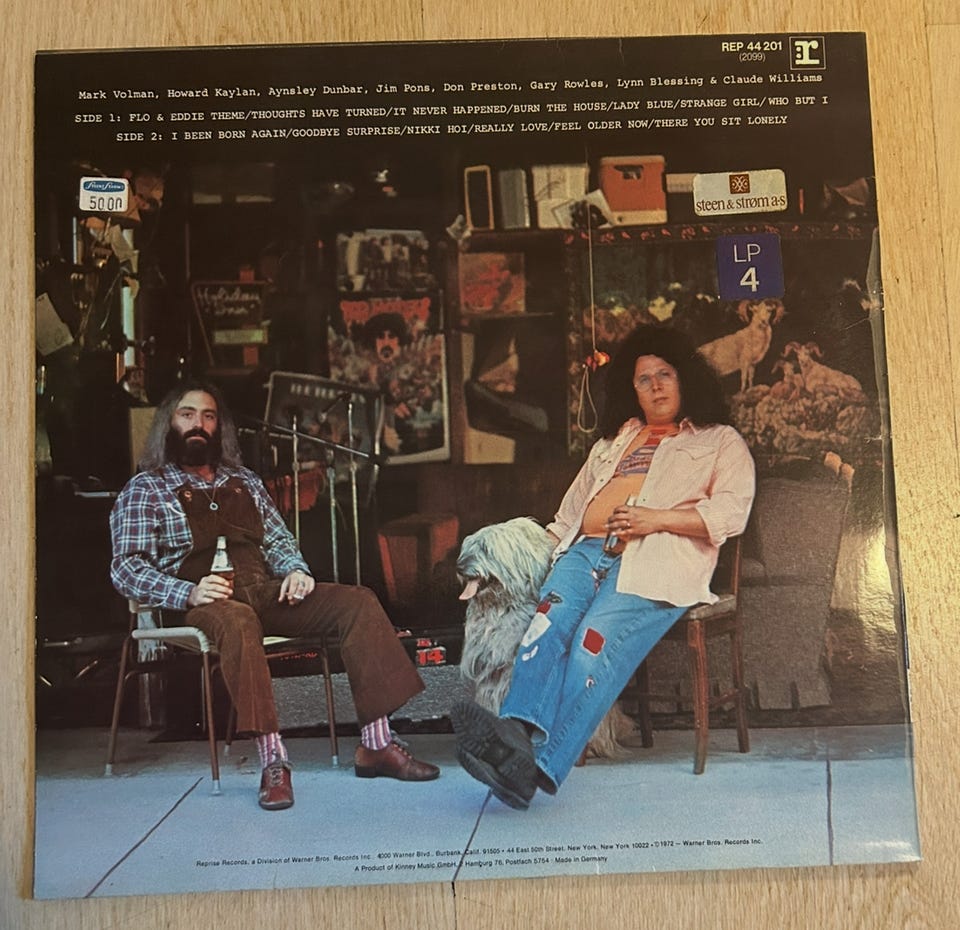 REP 44 201
(2099)
r
Mark Volman, Howard Kaylan, Aynsley Dunbar, Jim Pons, Don Preston, Gary Rowles, Lynn Blessing & Claude Williams
SIDE 1: FLO & EDDIE THEME/THOUGHTS HAVE TURNED/IT NEVER HAPPENED/BURN THE HOUSE/LADY BLUE/STRANGE GIRL/WHO BUT I
SIDE 2: I BEEN BORN AGAIN/GOODBYE SURPRISE/NIKKI HOI/REALLY LOVE/FEEL OLDER NOW/THERE YOU SIT LONELY
50 00
steen & strøm a·s
LP
4
Holiday
Inn
14
Reprise Records, a Division of Warner Bros. Records Inc. 4000 Warner Blvd., Burbank, Calif. 91505 • 44 East 50th Street, New York, New York 10022 • ℗ 1972 — Warner Bros. Records Inc.
A Product of Kinney Music GmbH, 2 Hamburg 76, Postfach 5754 · Made in Germany